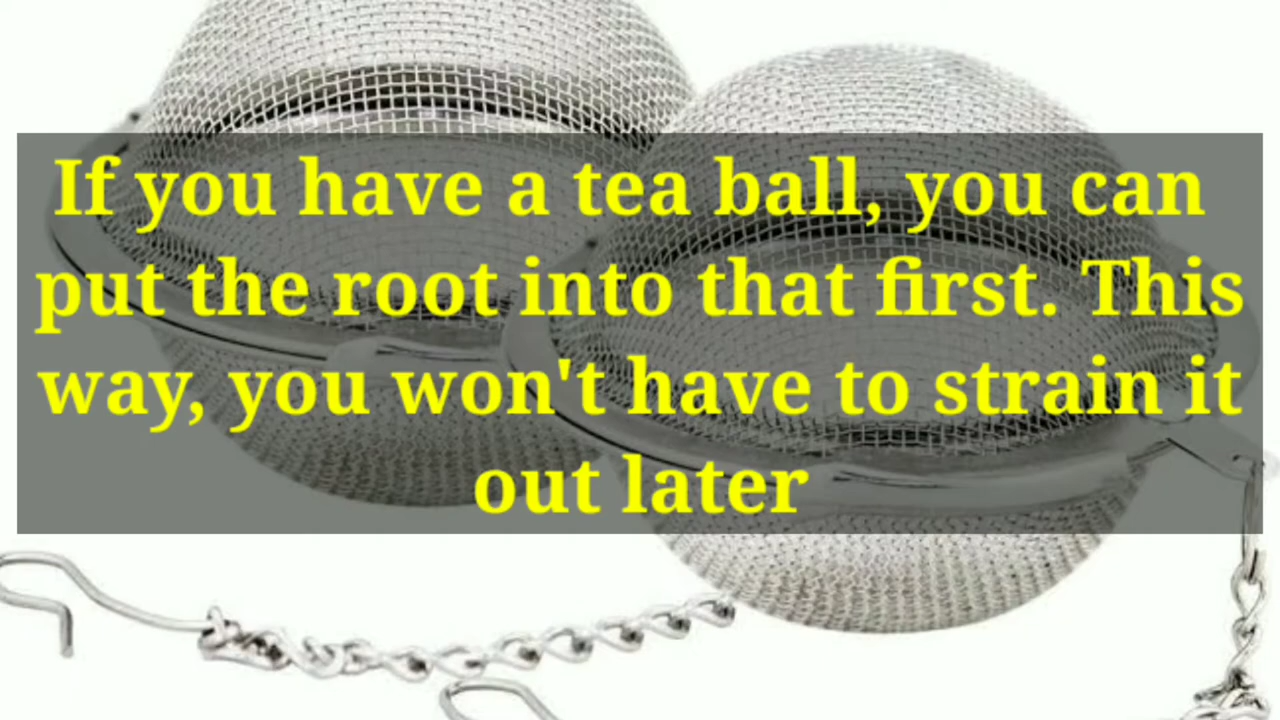 If you have a tea ball, you can
put the root into that first. This
way, you won't have to strain it
out later